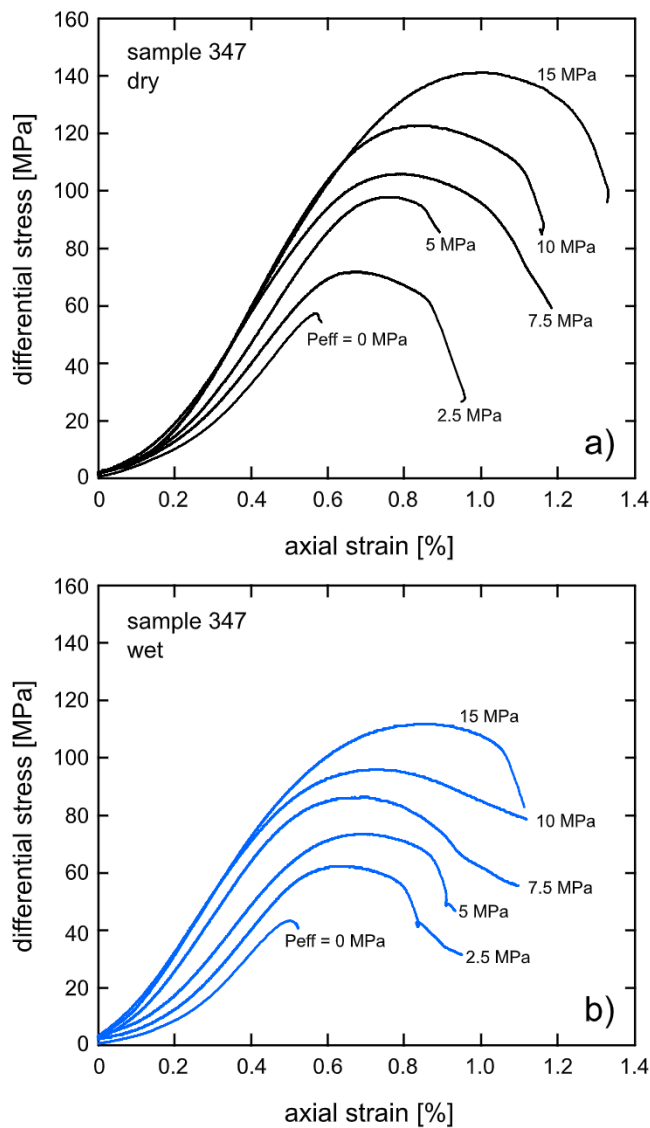 160
sample 347
dry
140
15 MPa
120
100
10 MPa
5 MPa
80
60
7.5 MPa
Peff = 0 MPa
40
2.5 MPa
20
a)
0
0 0.2 0.4 0.6 0.8 1.0 1.2 1.4
axial strain [%]
differential stress [MPa]
160
sample 347
wet
140
120
15 MPa
100
80
10 MPa
60
7.5 MPa
5 MPa
40
Peff = 0 MPa
2.5 MPa
20
b)
0
0 0.2 0.4 0.6 0.8 1.0 1.2 1.4
axial strain [%]
differential stress [MPa]